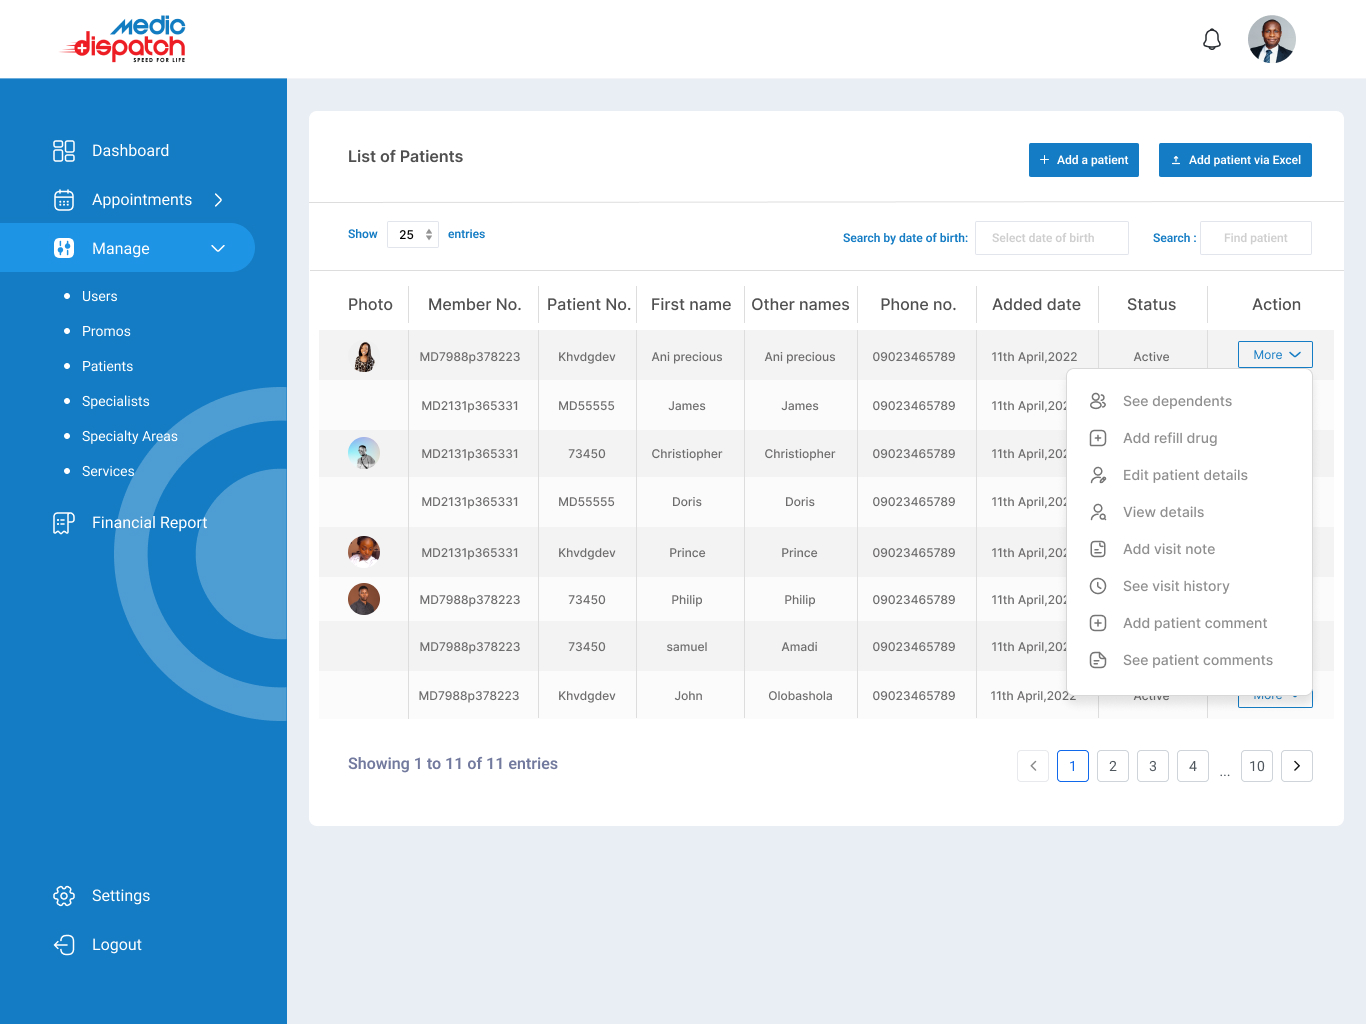 Medic
dispatch
SPEED FOR LIFE
Dashboard
Appointments
Manage
Users
Promos
Patients
Specialists
Specialty Areas
Services
Financial Report
Settings
Logout
List of Patients
Add a patient
Add patient via Excel
Show 25 entries
Search by date of birth: Select date of birth Search : Find patient
Photo Member No. Patient No. First name Other names Phone no. Added date Status Action
MD7988p378223 Khvdgdev Ani precious Ani precious 09023465789 11th April,2022 Active More
MD2131p365331 MD55555 James James 09023465789 11th April,202
MD2131p365331 73450 Christiopher Christiopher 09023465789 11th April,202
MD2131p365331 MD55555 Doris Doris 09023465789 11th April,202
MD2131p365331 Khvdgdev Prince Prince 09023465789 11th April,202
MD7988p378223 73450 Philip Philip 09023465789 11th April,202
MD7988p378223 73450 samuel Amadi 09023465789 11th April,202
MD7988p378223 Khvdgdev John Olobashola 09023465789 11th April,2022 Active More
See dependents
Add refill drug
Edit patient details
View details
Add visit note
See visit history
Add patient comment
See patient comments
Showing 1 to 11 of 11 entries
1 2 3 4 ... 10